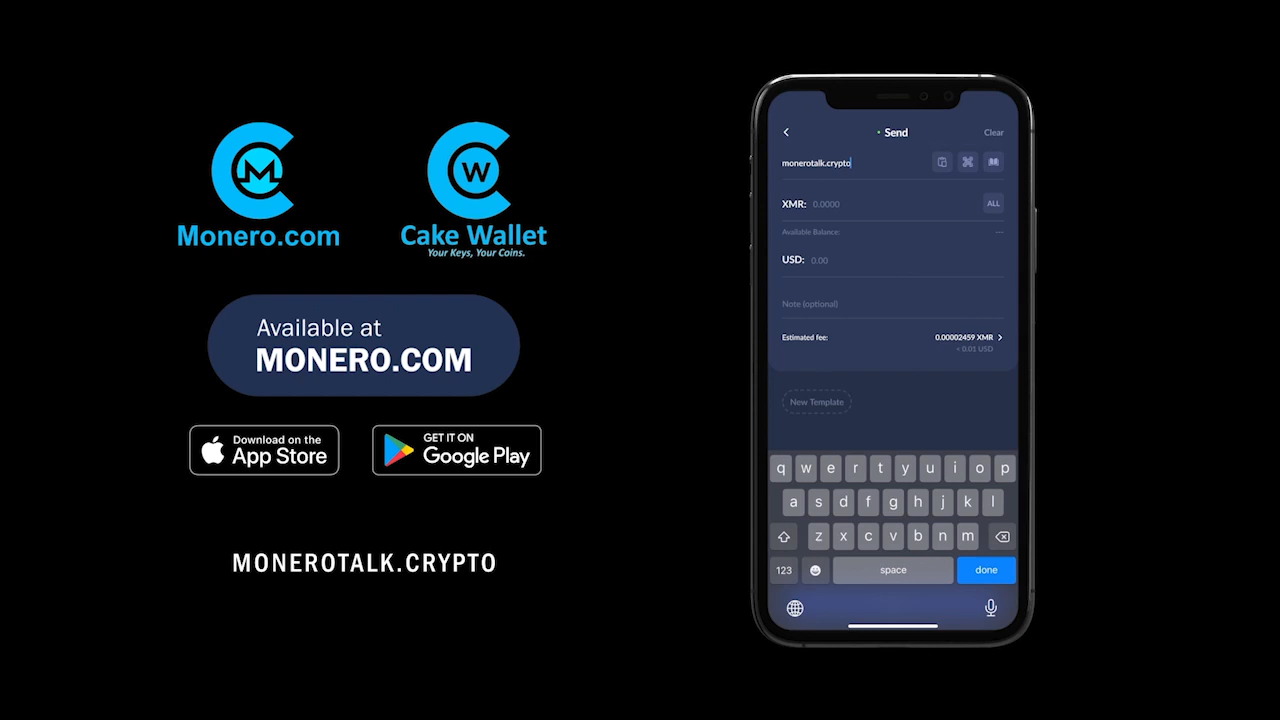 Monero.com
Cake Wallet
Your Keys, Your Coins.
Available at
MONERO.COM
Download on the
App Store
GET IT ON
Google Play
MONEROTALK.CRYPTO
Send
Clear
monerotalk.crypto
XMR: 0.0000
ALL
Available Balance:
---
USD: 0.00
Note (optional)
Estimated fee:
0.00002459 XMR
< 0.01 USD
New Template
q w e r t y u i o p
a s d f g h j k l
z x c v b n m
123
space
done
M
W